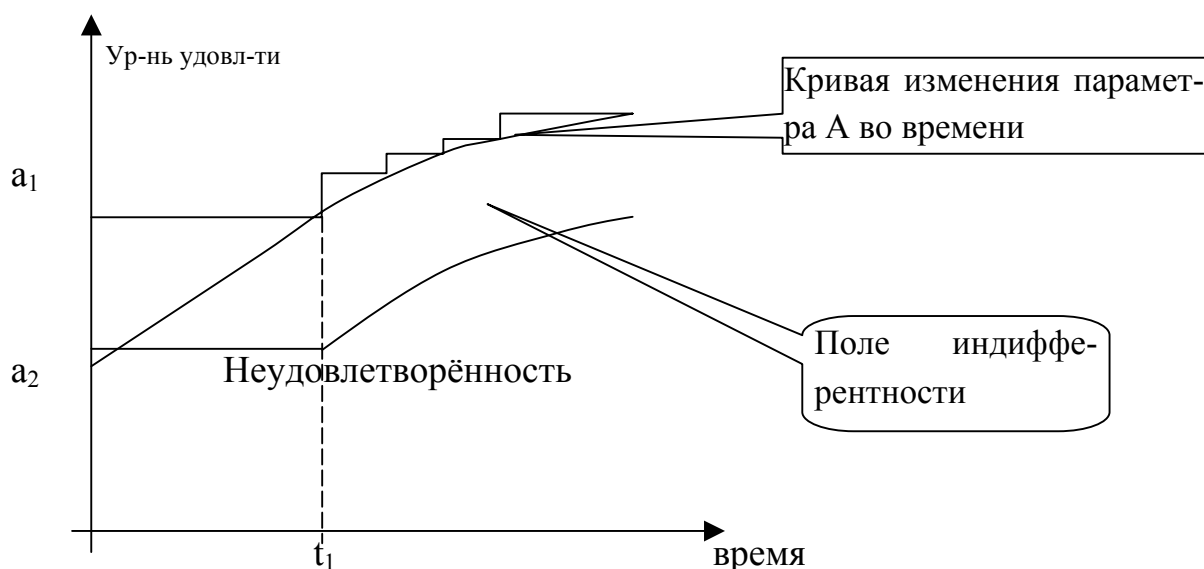 Ур-нь удовл-ти
Кривая изменения парамет-
ра А во времени
a₁
Поле индиффе-
рентности
a₂
Неудовлетворённость
t₁
время